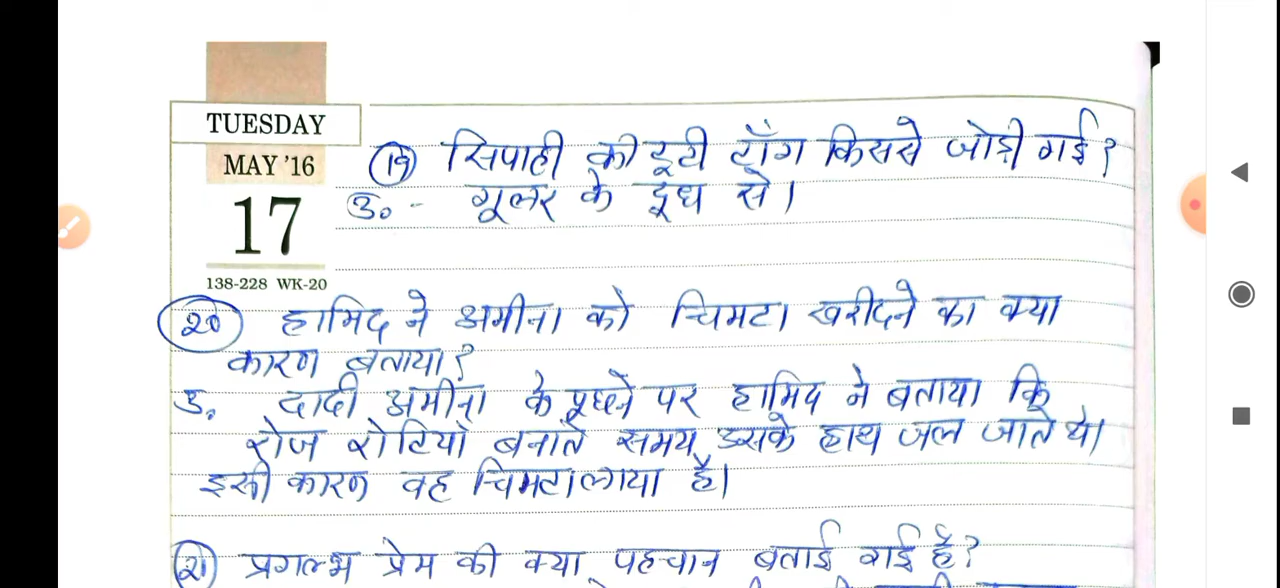 TUESDAY
MAY '16
17
138-228 WK-20
(19) सिपाही की टूटी टाँग किससे जोड़ी गई?
उ०- गूलर के दूध से।
(20) हामिद ने अमीना को चिमटा खरीदने का क्या
कारण बताया?
उ. दादी अमीना के पूछने पर हामिद ने बताया कि
रोज रोटियाँ बनाते समय उसके हाथ जल जाते थे।
इसी कारण वह चिमटा लाया है।
(21) प्रगल्भ प्रेम की क्या पहचान बताई गई है?